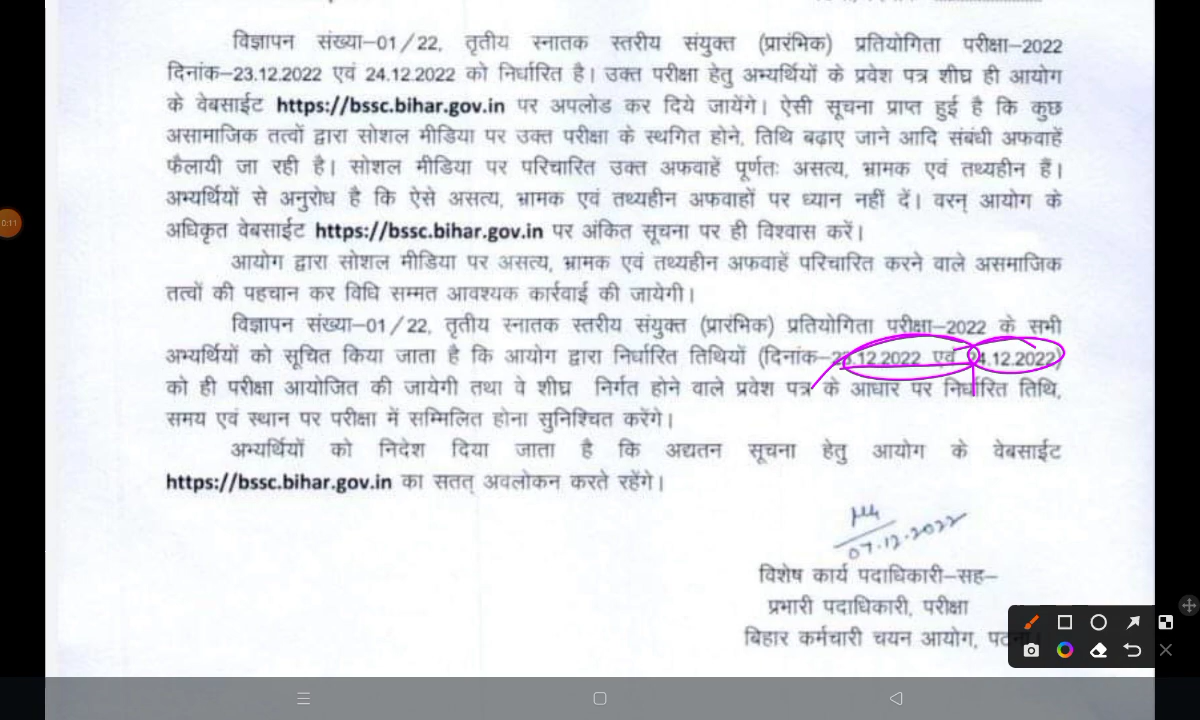 विज्ञापन संख्या–01/22, तृतीय स्नातक स्तरीय संयुक्त (प्रारंभिक) प्रतियोगिता परीक्षा–2022
दिनांक–23.12.2022 एवं 24.12.2022 को निर्धारित है। उक्त परीक्षा हेतु अभ्यर्थियों के प्रवेश पत्र शीघ्र ही आयोग
के वेबसाईट https://bssc.bihar.gov.in पर अपलोड कर दिये जायेंगे। ऐसी सूचना प्राप्त हुई है कि कुछ
असामाजिक तत्वों द्वारा सोशल मीडिया पर उक्त परीक्षा के स्थगित होने, तिथि बढ़ाए जाने आदि संबंधी अफवाहें
फैलायी जा रही है। सोशल मीडिया पर परिचारित उक्त अफवाहें पूर्णतः असत्य, भ्रामक एवं तथ्यहीन हैं।
अभ्यर्थियों से अनुरोध है कि ऐसे असत्य, भ्रामक एवं तथ्यहीन अफवाहों पर ध्यान नहीं दें। वरन् आयोग के
अधिकृत वेबसाईट https://bssc.bihar.gov.in पर अंकित सूचना पर ही विश्वास करें।
आयोग द्वारा सोशल मीडिया पर असत्य, भ्रामक एवं तथ्यहीन अफवाहें परिचारित करने वाले असमाजिक
तत्वों की पहचान कर विधि सम्मत आवश्यक कार्रवाई की जायेगी।
विज्ञापन संख्या–01/22, तृतीय स्नातक स्तरीय संयुक्त (प्रारंभिक) प्रतियोगिता परीक्षा–2022 के सभी
अभ्यर्थियों को सूचित किया जाता है कि आयोग द्वारा निर्धारित तिथियों (दिनांक–23.12.2022 एवं 24.12.2022)
को ही परीक्षा आयोजित की जायेगी तथा वे शीघ्र निर्गत होने वाले प्रवेश पत्र के आधार पर निर्धारित तिथि,
समय एवं स्थान पर परीक्षा में सम्मिलित होना सुनिश्चित करेंगे।
अभ्यर्थियों को निदेश दिया जाता है कि अद्यतन सूचना हेतु आयोग के वेबसाईट
https://bssc.bihar.gov.in का सतत् अवलोकन करते रहेंगे।
07.12.2022
विशेष कार्य पदाधिकारी–सह–
प्रभारी पदाधिकारी, परीक्षा
बिहार कर्मचारी चयन आयोग, पटना।
0:11